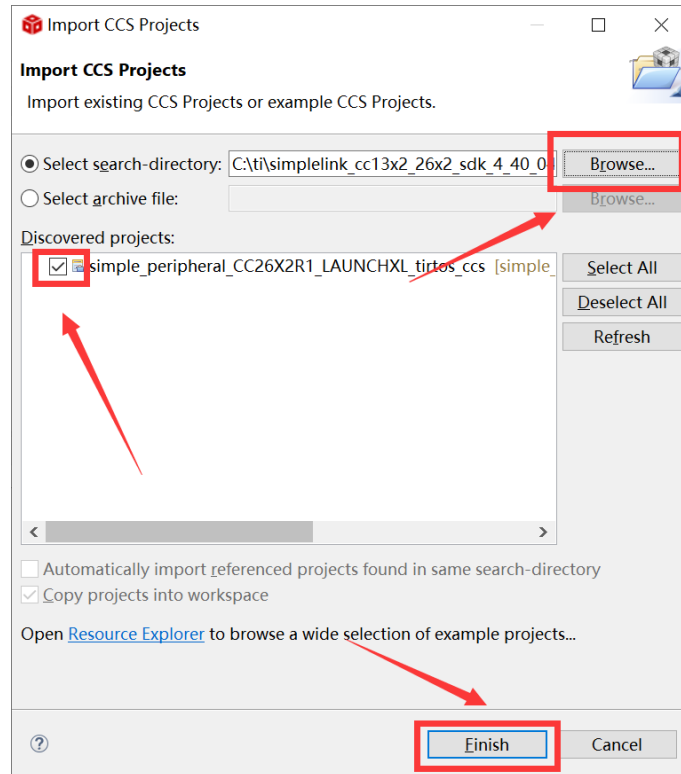 Import CCS Projects
Import CCS Projects
Import existing CCS Projects or example CCS Projects.
Select search-directory: C:\ti\simplelink_cc13x2_26x2_sdk_4_40_04 Browse...
Select archive file: Browse...
Discovered projects:
simple_peripheral_CC26X2R1_LAUNCHXL_tirtos_ccs [simple_
Select All
Deselect All
Refresh
Automatically import referenced projects found in same search-directory
Copy projects into workspace
Open Resource Explorer to browse a wide selection of example projects...
Finish Cancel